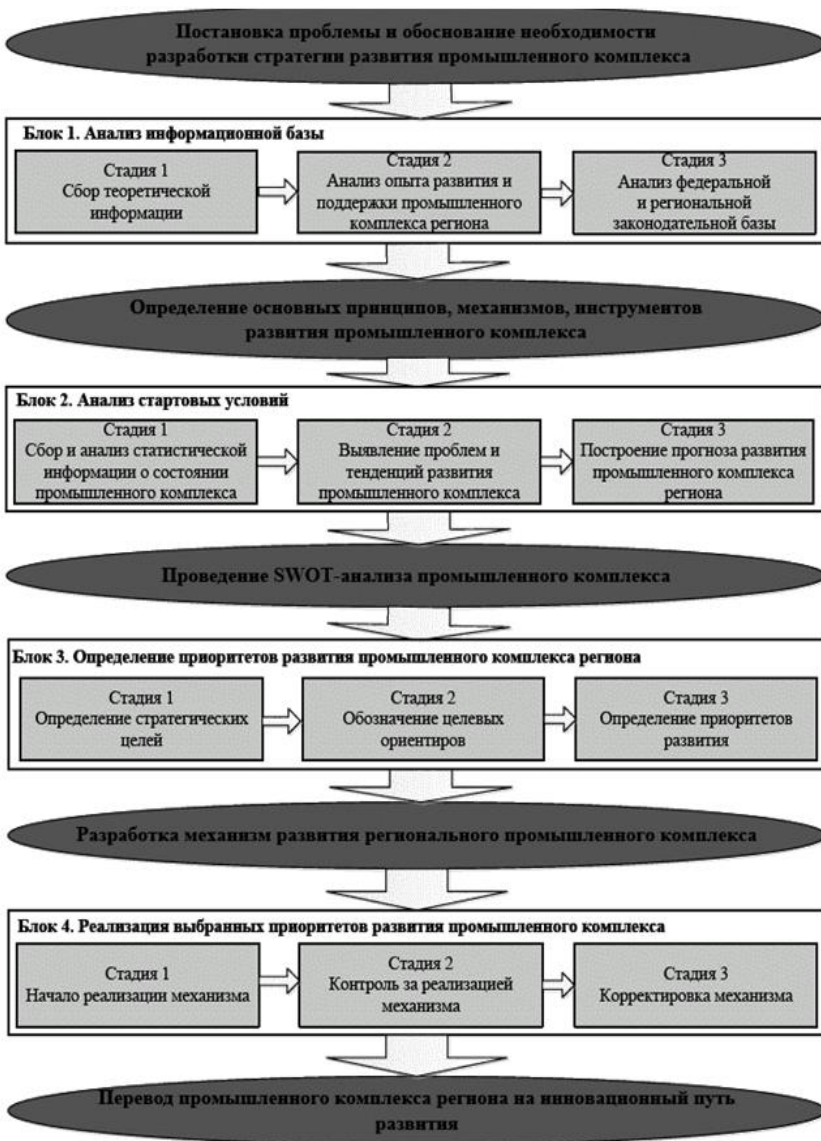 Постановка проблемы и обоснование необходимости
разработки стратегии развития промышленного комплекса
Блок 1. Анализ информационной базы
Стадия 1
Сбор теоретической
информации
Стадия 2
Анализ опыта развития и
поддержки промышленного
комплекса региона
Стадия 3
Анализ федеральной
и региональной
законодательной базы
Определение основных принципов, механизмов, инструментов
развития промышленного комплекса
Блок 2. Анализ стартовых условий
Стадия 1
Сбор и анализ статистической
информации о состоянии
промышленного комплекса
Стадия 2
Выявление проблем и
тенденций развития
промышленного комплекса
Стадия 3
Построение прогноза развития
промышленного комплекса
региона
Проведение SWOT-анализа промышленного комплекса
Блок 3. Определение приоритетов развития промышленного комплекса региона
Стадия 1
Определение стратегических
целей
Стадия 2
Обозначение целевых
ориентиров
Стадия 3
Определение приоритетов
развития
Разработка механизм развития регионального промышленного комплекса
Блок 4. Реализация выбранных приоритетов развития промышленного комплекса
Стадия 1
Начало реализации механизма
Стадия 2
Контроль за реализацией
механизма
Стадия 3
Корректировка механизма
Перевод промышленного комплекса региона на инновационный путь
развития